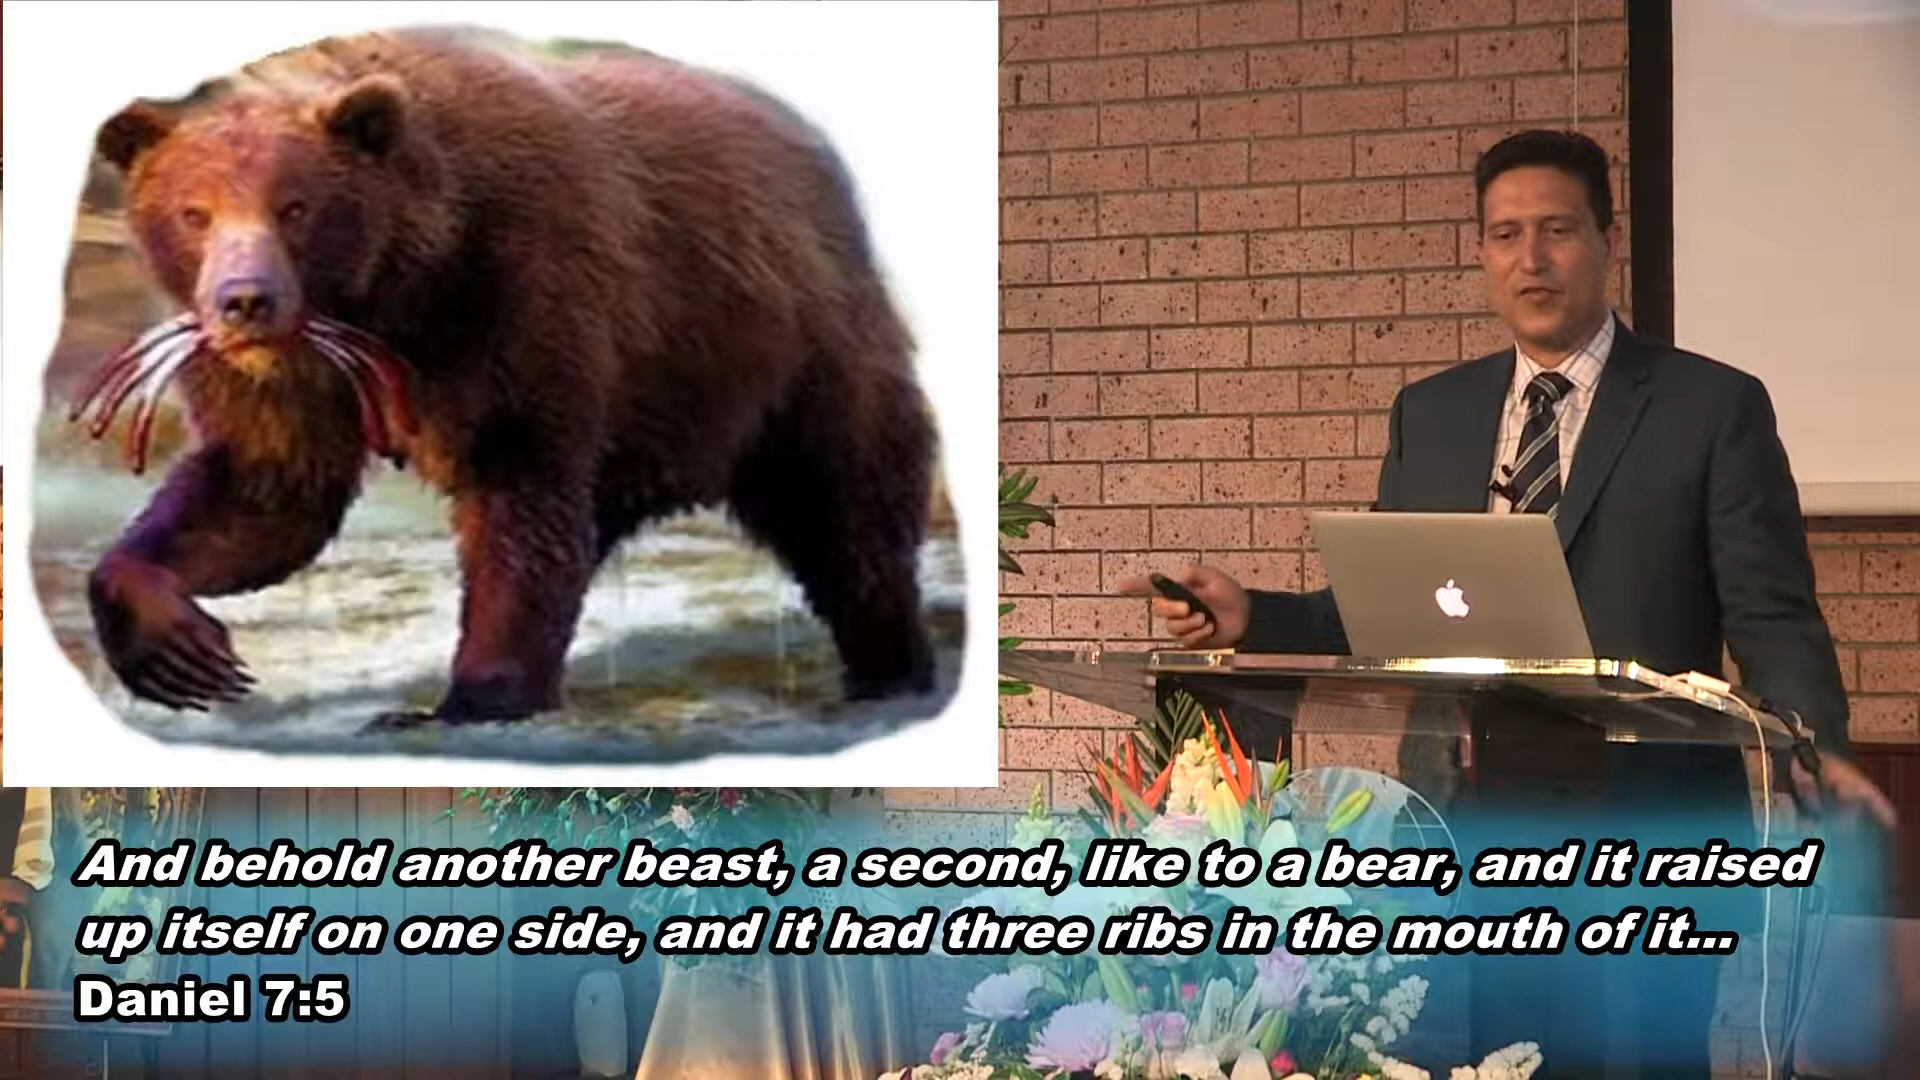 And behold another beast, a second, like to a bear, and it raised
up itself on one side, and it had three ribs in the mouth of it...
Daniel 7:5